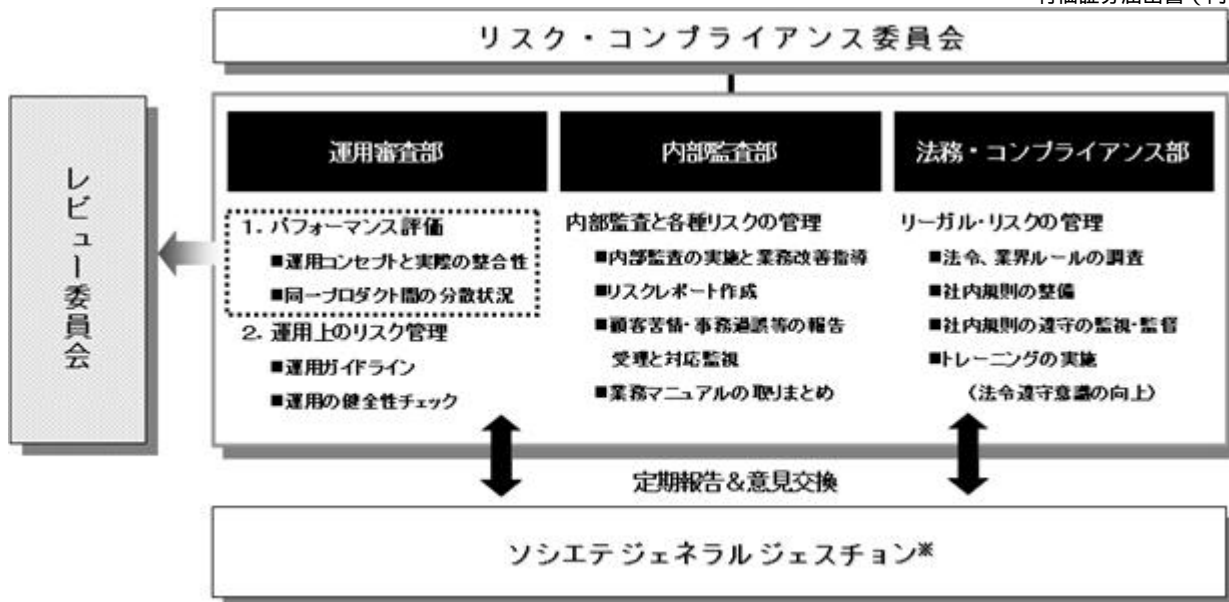 リスク・コンプライアンス委員会
レビュー委員会
運用審査部
1. パフォーマンス評価
■運用コンセプトと実際の整合性
■同一プロダクト間の分散状況
2. 運用上のリスク管理
■運用ガイドライン
■運用の健全性チェック
内部監査部
内部監査と各種リスクの管理
■内部監査の実施と業務改善指導
■リスクレポート作成
■顧客苦情・事務過誤等の報告
受理と対応監視
■業務マニュアルの取りまとめ
法務・コンプライアンス部
リーガル・リスクの管理
■法令、業界ルールの調査
■社内規則の整備
■社内規則の遵守の監視・監督
■トレーニングの実施
（法令遵守意識の向上）
定期報告＆意見交換
ソシエテ ジェネラル ジェスチョン※